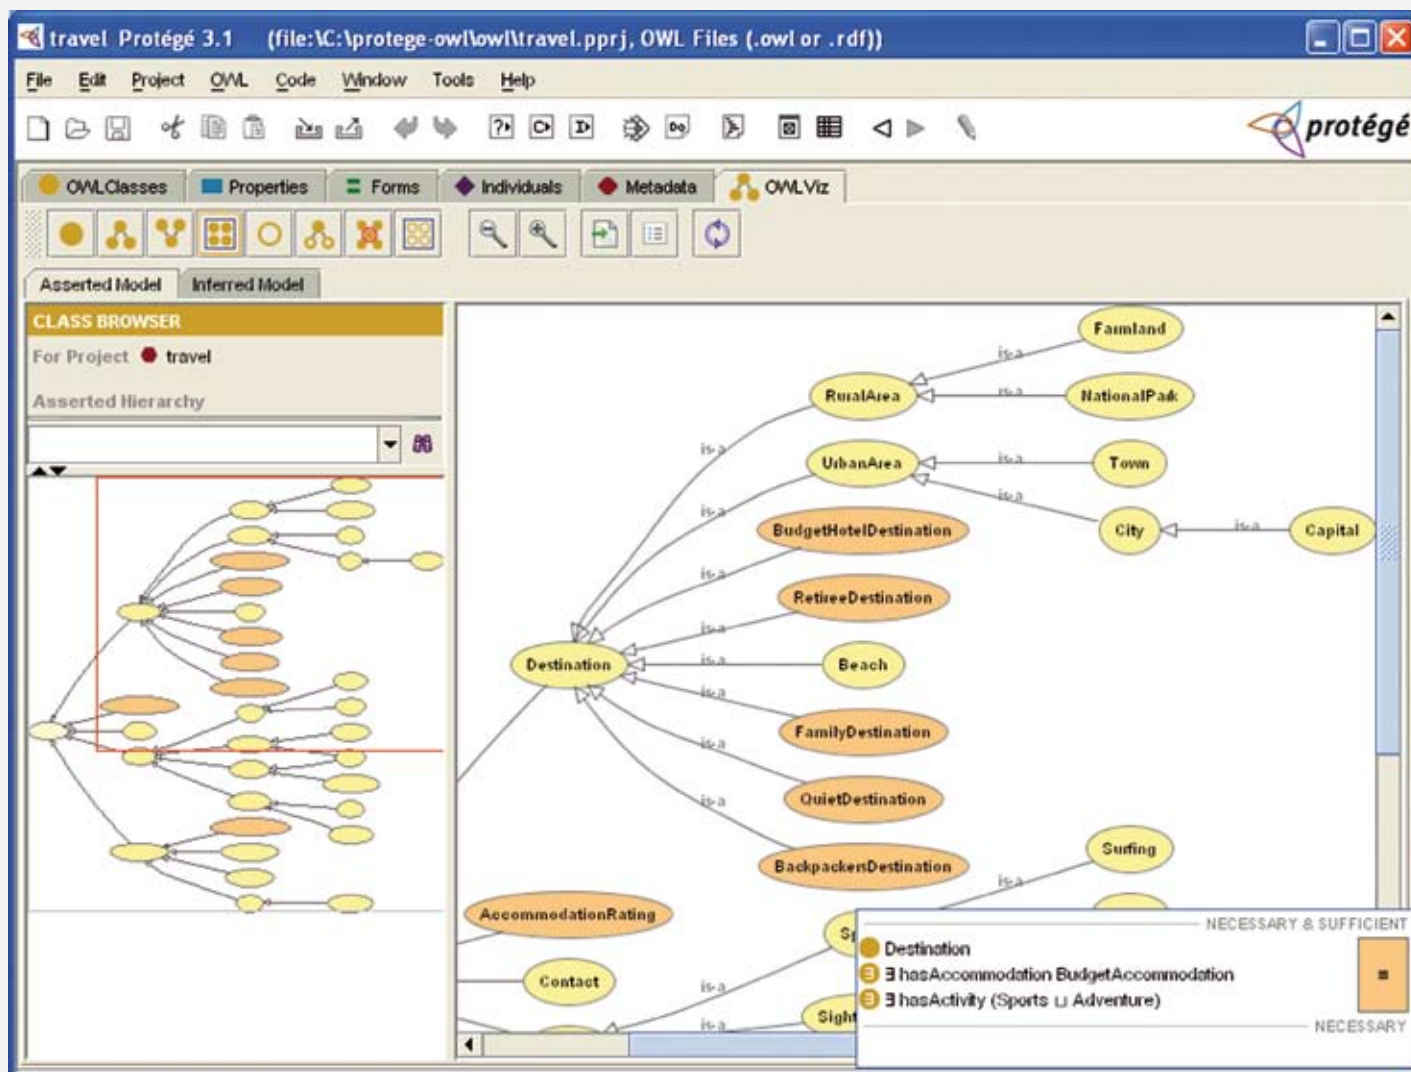 travel Protégé 3.1 (file:\C:\protege-owl\owl\travel.pprj, OWL Files (.owl or .rdf))
File Edit Project OWL Code Window Tools Help
protégé
OWLClasses Properties Forms Individuals Metadata OWLViz
Asserted Model Inferred Model
CLASS BROWSER
For Project travel
Asserted Hierarchy
Farmland
is-a
RuralArea is-a NationalPark
is-a
UrbanArea is-a Town
is-a
is-a
BudgetHotelDestination City is-a Capital
is-a
RetireeDestination
is-a
Destination is-a Beach
is-a
FamilyDestination
is-a
QuietDestination
is-a
BackpackersDestination
Surfing
is-a
AccommodationRating
Sp
Contact
is-a
Sight
is-a
NECESSARY & SUFFICIENT
Destination
∃ hasAccommodation BudgetAccommodation
≡
∃ hasActivity (Sports ⊔ Adventure)
NECESSARY